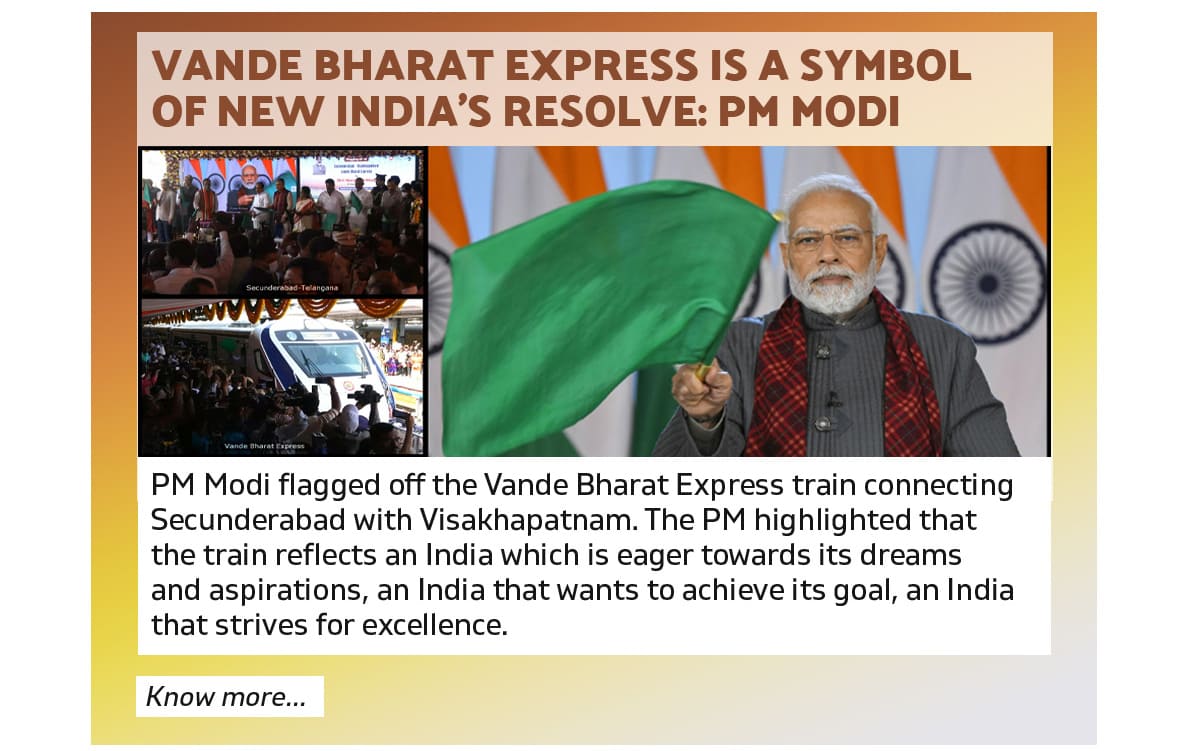 VANDE BHARAT EXPRESS IS A SYMBOL
OF NEW INDIA'S RESOLVE: PM MODI
Secunderabad-Telangana
Vande Bharat Express
PM Modi flagged off the Vande Bharat Express train connecting
Secunderabad with Visakhapatnam. The PM highlighted that
the train reflects an India which is eager towards its dreams
and aspirations, an India that wants to achieve its goal, an India
that strives for excellence.
Know more...